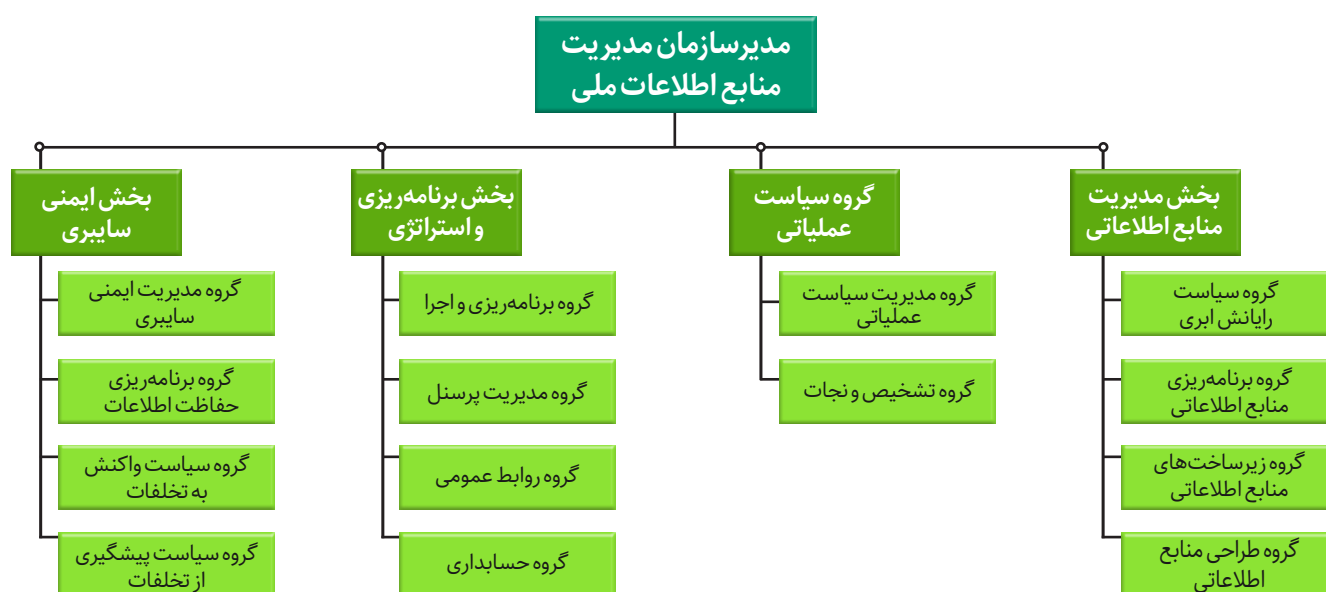 مدیرسازمان مدیریت
منابع اطلاعات ملی
بخش مدیریت
منابع اطلاعاتی
گروه سیاست
رایانش ابری
گروه برنامه‌ریزی
منابع اطلاعاتی
گروه زیرساخت‌های
منابع اطلاعاتی
گروه طراحی منابع
اطلاعاتی
گروه سیاست
عملیاتی
گروه مدیریت سیاست
عملیاتی
گروه تشخیص و نجات
بخش برنامه‌ریزی
و استراتژی
گروه برنامه‌ریزی و اجرا
گروه مدیریت پرسنل
گروه روابط عمومی
گروه حسابداری
بخش ایمنی
سایبری
گروه مدیریت ایمنی
سایبری
گروه برنامه‌ریزی
حفاظت اطلاعات
گروه سیاست واکنش
به تخلفات
گروه سیاست پیشگیری
از تخلفات